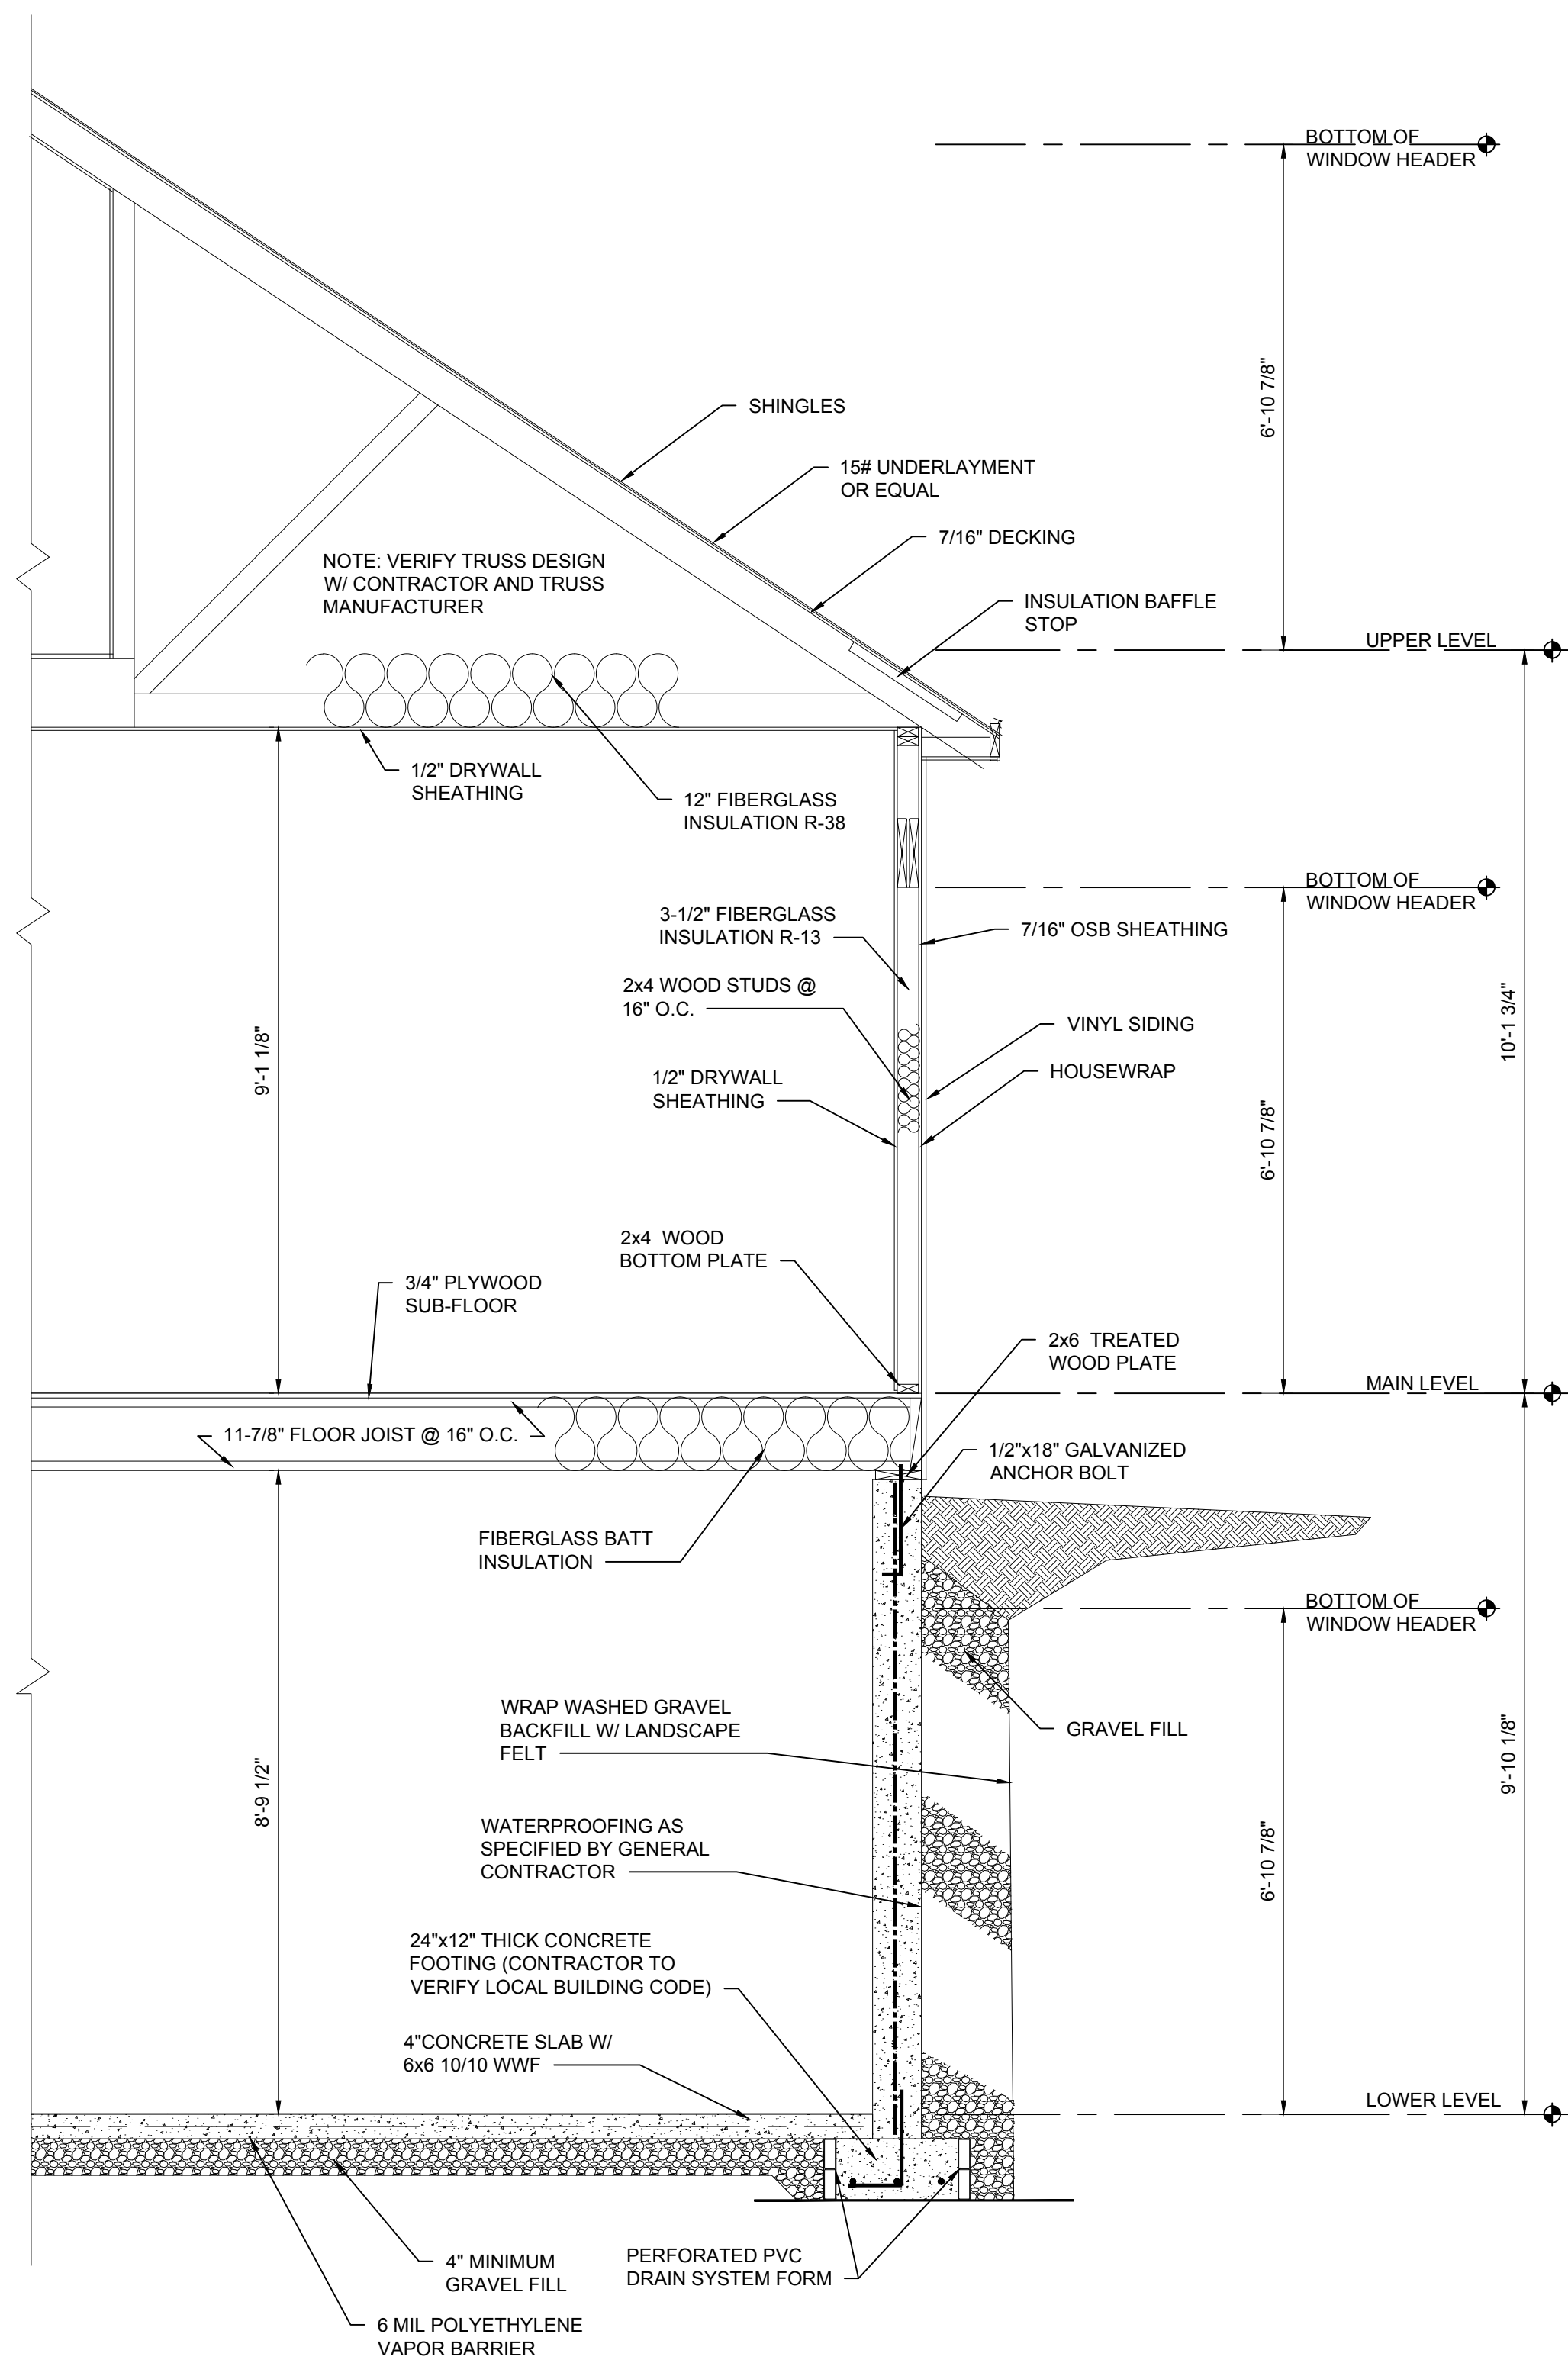 BOTTOM OF
WINDOW HEADER
6'-10 7/8"
SHINGLES
15# UNDERLAYMENT
OR EQUAL
7/16" DECKING
NOTE: VERIFY TRUSS DESIGN
W/ CONTRACTOR AND TRUSS
MANUFACTURER
INSULATION BAFFLE
STOP
UPPER LEVEL
1/2" DRYWALL
SHEATHING
12" FIBERGLASS
INSULATION R-38
BOTTOM OF
WINDOW HEADER
3-1/2" FIBERGLASS
INSULATION R-13
7/16" OSB SHEATHING
2x4 WOOD STUDS @
16" O.C.
VINYL SIDING
10'-1 3/4"
9'-1 1/8"
1/2" DRYWALL
SHEATHING
HOUSEWRAP
6'-10 7/8"
2x4 WOOD
BOTTOM PLATE
3/4" PLYWOOD
SUB-FLOOR
2x6 TREATED
WOOD PLATE
MAIN LEVEL
11-7/8" FLOOR JOIST @ 16" O.C.
1/2"x18" GALVANIZED
ANCHOR BOLT
FIBERGLASS BATT
INSULATION
BOTTOM OF
WINDOW HEADER
WRAP WASHED GRAVEL
BACKFILL W/ LANDSCAPE
FELT
GRAVEL FILL
8'-9 1/2"
9'-10 1/8"
WATERPROOFING AS
SPECIFIED BY GENERAL
CONTRACTOR
6'-10 7/8"
24"x12" THICK CONCRETE
FOOTING (CONTRACTOR TO
VERIFY LOCAL BUILDING CODE)
4"CONCRETE SLAB W/
6x6 10/10 WWF
LOWER LEVEL
4" MINIMUM
GRAVEL FILL
PERFORATED PVC
DRAIN SYSTEM FORM
6 MIL POLYETHYLENE
VAPOR BARRIER